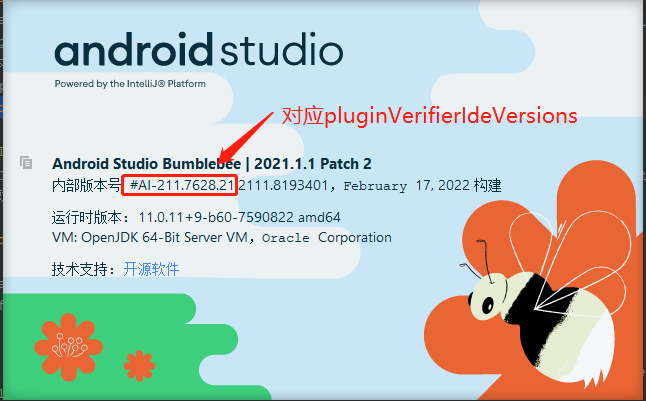 androidstudio
Powered by the IntelliJ® Platform
对应pluginVerifierIdeVersions
Android Studio Bumblebee | 2021.1.1 Patch 2
内部版本号 #AI-211.7628.21.2111.8193401，February 17, 2022 构建
运行时版本：11.0.11+9-b60-7590822 amd64
VM: OpenJDK 64-Bit Server VM，Oracle Corporation
技术支持：开源软件